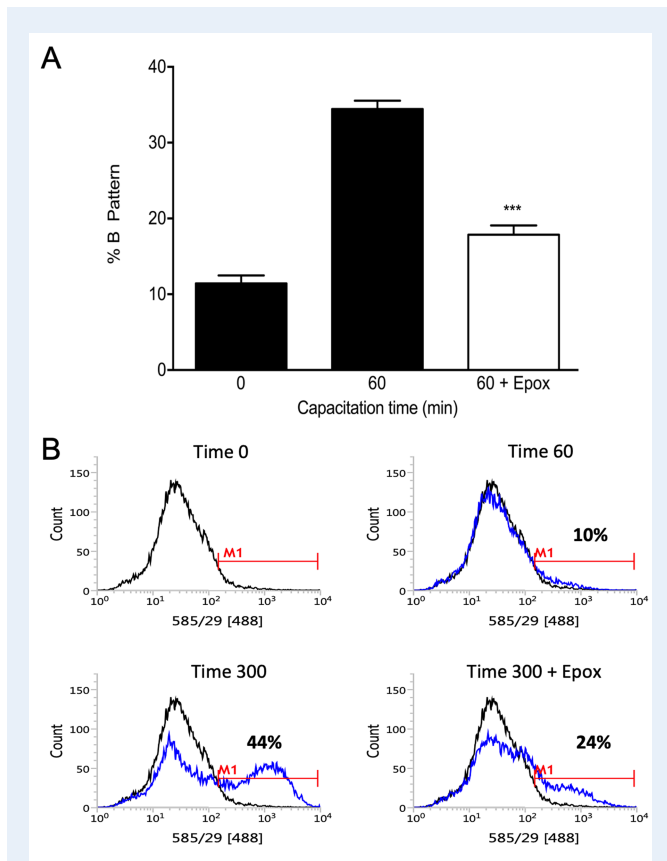 A
40
30
20
10
0
% B Pattern
***
0 60 60 + Epox
Capacitation time (min)
B
Time 0
150
100
50
0
Count
M1
10⁰ 10¹ 10² 10³ 10⁴
585/29 [488]
Time 60
150
100
50
0
Count
10%
M1
10⁰ 10¹ 10² 10³ 10⁴
585/29 [488]
Time 300
150
100
50
0
Count
44%
M1
10⁰ 10¹ 10² 10³ 10⁴
585/29 [488]
Time 300 + Epox
150
100
50
0
Count
24%
M1
10⁰ 10¹ 10² 10³ 10⁴
585/29 [488]